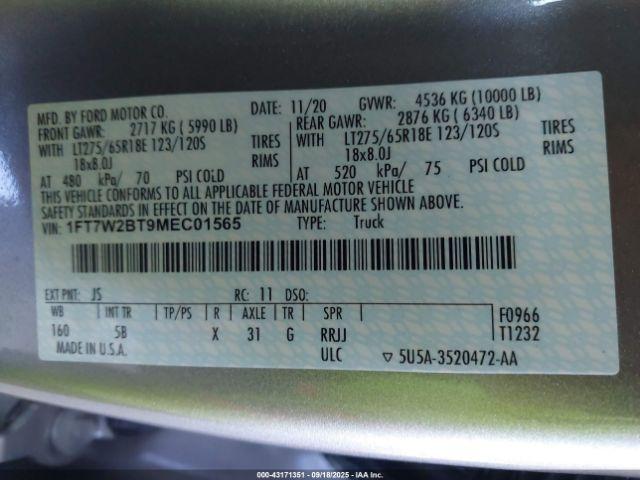 MFD. BY FORD MOTOR CO. DATE: 11/20 GVWR: 4536 KG (10000 LB)
FRONT GAWR: 2717 KG ( 5990 LB) REAR GAWR: 2876 KG ( 6340 LB)
WITH LT275/65R18E 123/120S TIRES WITH LT275/65R18E 123/120S TIRES
18x8.0J RIMS 18x8.0J RIMS
AT 480 kPa/ 70 PSI COLD AT 520 kPa/ 75 PSI COLD
THIS VEHICLE CONFORMS TO ALL APPLICABLE FEDERAL MOTOR VEHICLE
SAFETY STANDARDS IN EFFECT ON THE DATE OF MANUFACTURE SHOWN ABOVE.
VIN: 1FT7W2BT9MEC01565 TYPE: Truck
EXT PNT: JS RC: 11 DSO:
WB INT TR TP/PS R AXLE TR SPR F0966
160 5B X 31 G RRJJ T1232
MADE IN U.S.A. ULC ▽ 5U5A-3520472-AA
000-43171351 | 09/18/2025 | IAA, Inc.